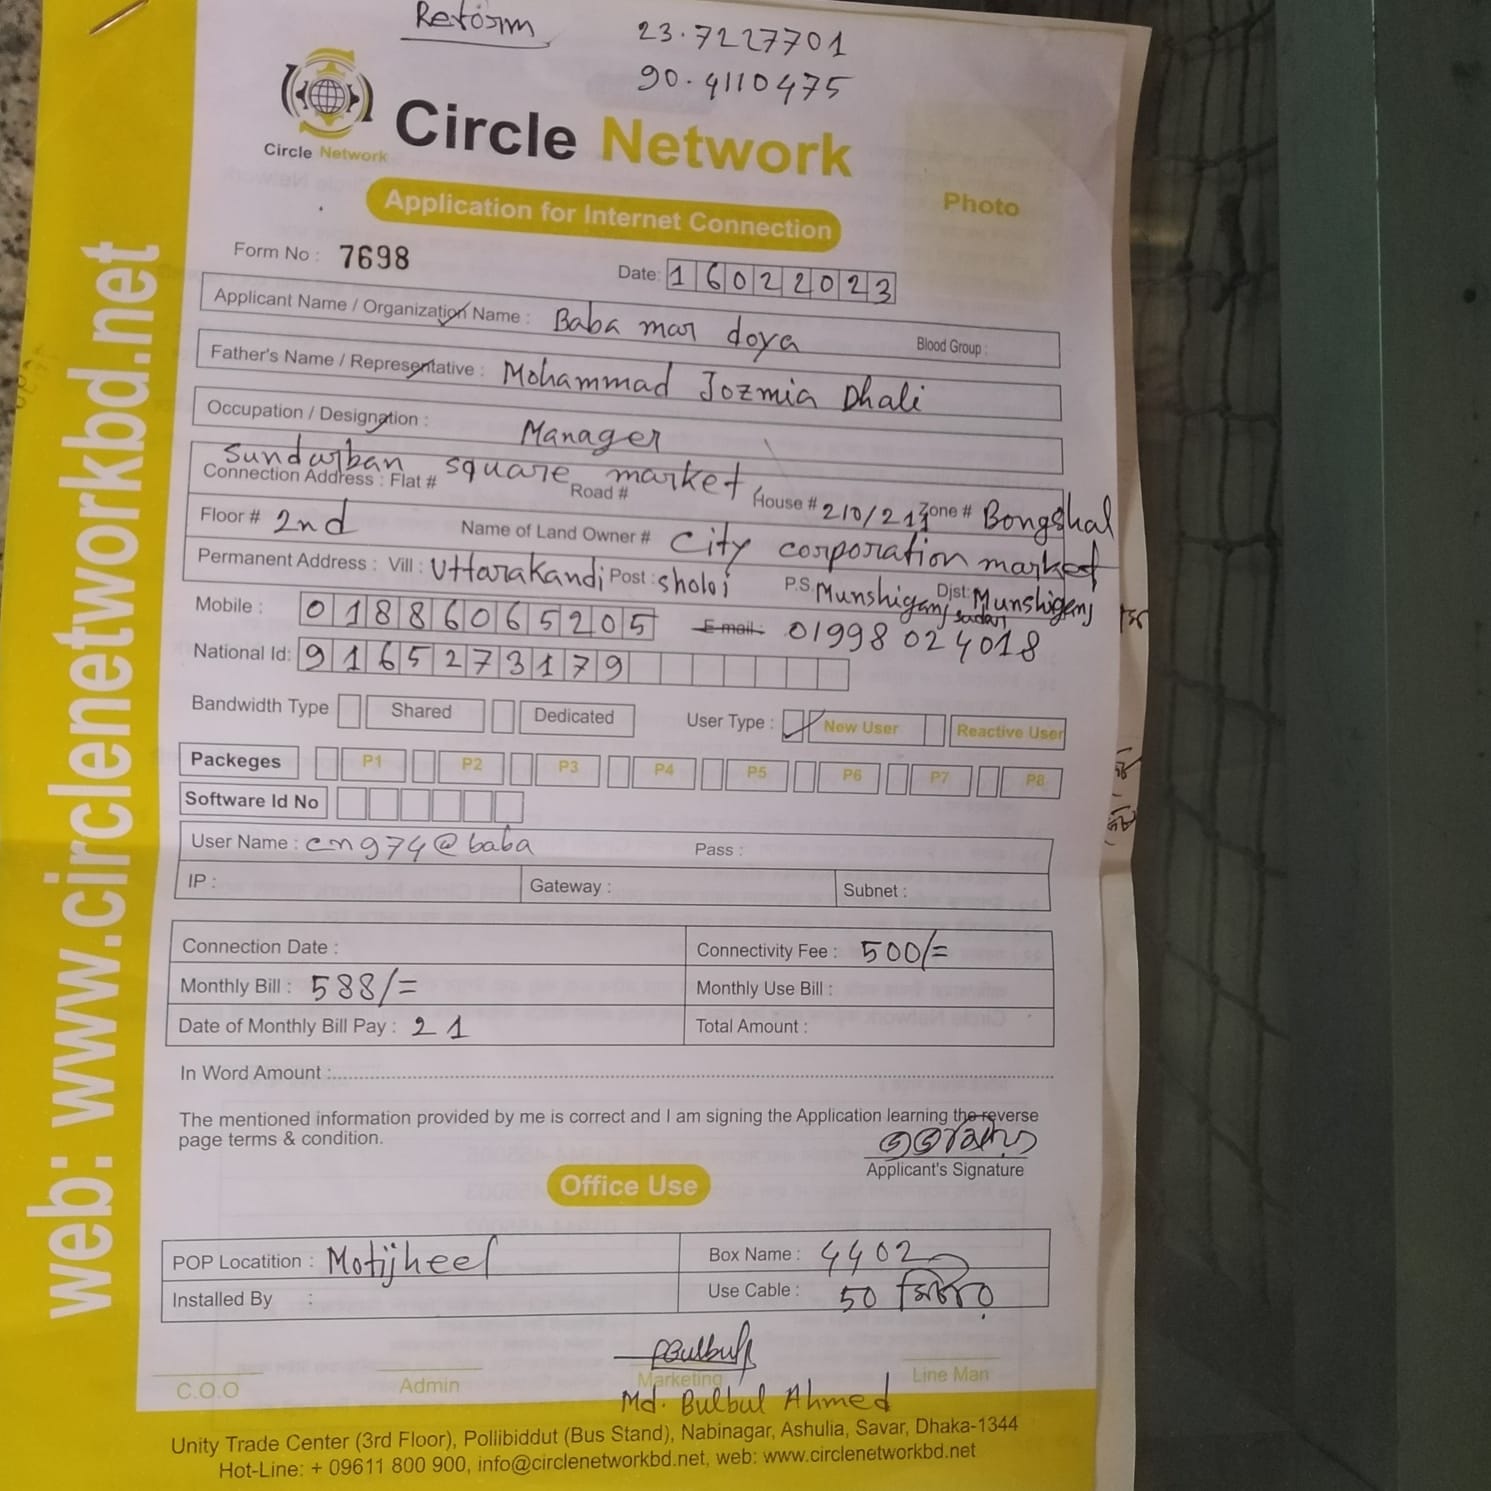 Reform
23.7227701
90.4110475
Circle Network
Circle Network
Photo
Application for Internet Connection
Form No : 7698
Date: 16022023
Applicant Name / Organization Name : Baba mar doya Blood Group :
Father's Name / Representative : Mohammad Jozmia Dhali
Occupation / Designation : Manager
Sundarban square market
Connection Address : Flat # Road # House # 210/211 Zone # Bongshal
Floor # 2nd Name of Land Owner # City corporation market
Permanent Address : Vill : Uttarakandi Post : sholoi P.S. Munshiganj sadar Dist: Munshigenj
Mobile : 01886065205 E-mail: 01998024018
National Id: 9165273179
Bandwidth Type Shared Dedicated User Type : New User Reactive User
Packeges P1 P2 P3 P4 P5 P6 P7 P8
Software Id No
User Name : cng74@baba Pass :
IP : Gateway : Subnet :
Connection Date : Connectivity Fee : 500/=
Monthly Bill : 588/= Monthly Use Bill :
Date of Monthly Bill Pay : 21 Total Amount :
In Word Amount :
The mentioned information provided by me is correct and I am signing the Application learning the reverse
page terms & condition.
Applicant's Signature
Office Use
POP Locatition : Motijheel Box Name : 4402
Installed By : Use Cable : 50 মিটার
Bulbul
C.O.O Admin Marketing Line Man
Md. Bulbul Ahmed
Unity Trade Center (3rd Floor), Pollibiddut (Bus Stand), Nabinagar, Ashulia, Savar, Dhaka-1344
Hot-Line: + 09611 800 900, info@circlenetworkbd.net, web: www.circlenetworkbd.net
web: www.circlenetworkbd.net